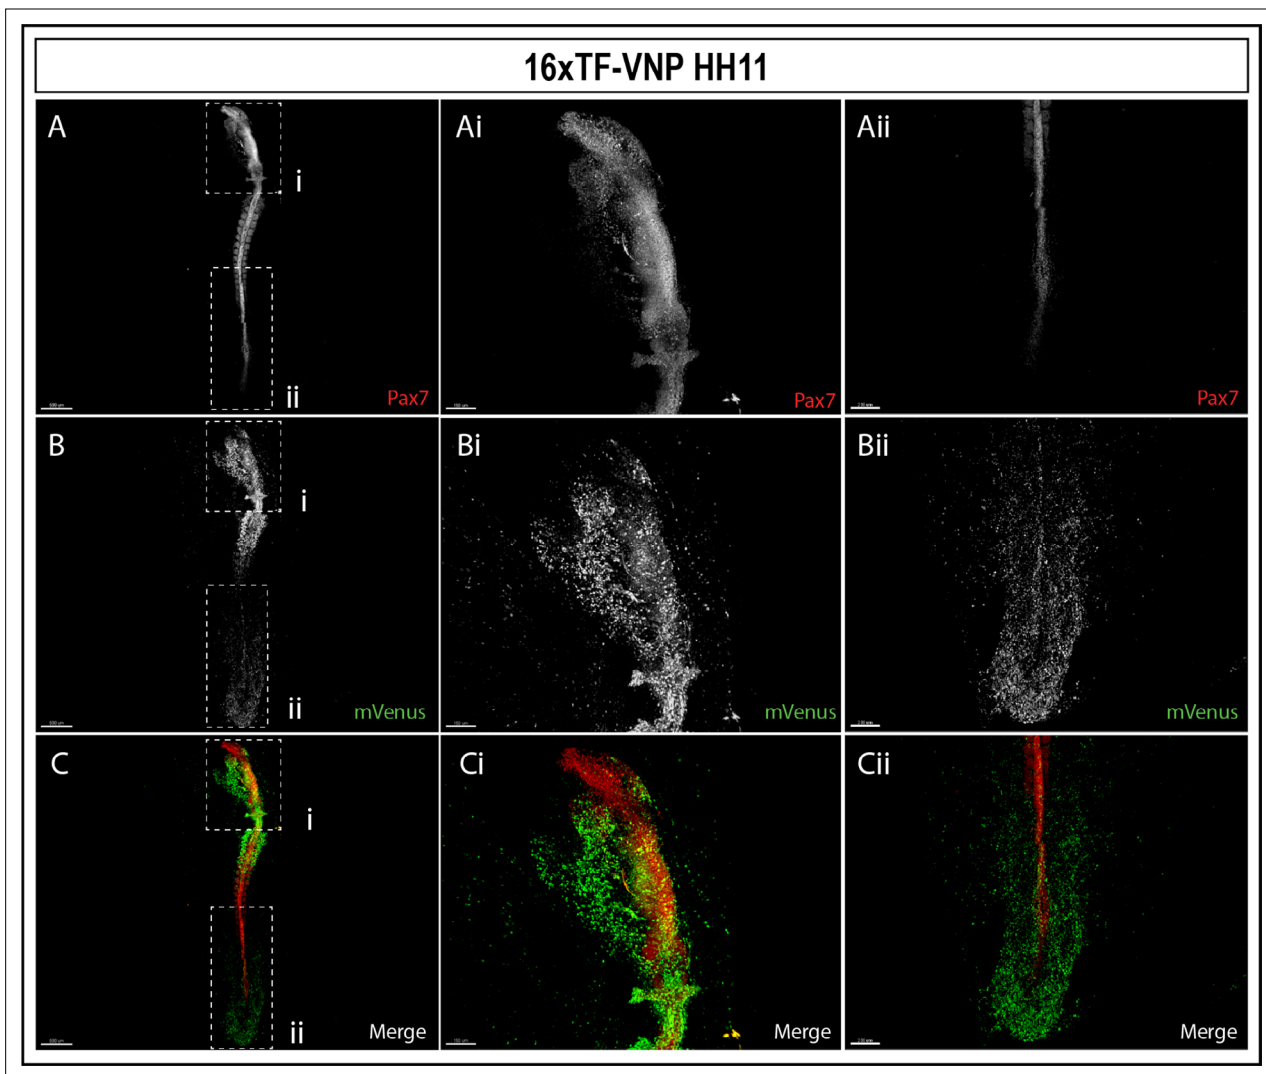 16xTF-VNP HH11
A
i
ii
Pax7
Ai
Pax7
Aii
Pax7
B
i
ii
mVenus
Bi
mVenus
Bii
mVenus
C
i
ii
Merge
Ci
Merge
Cii
Merge